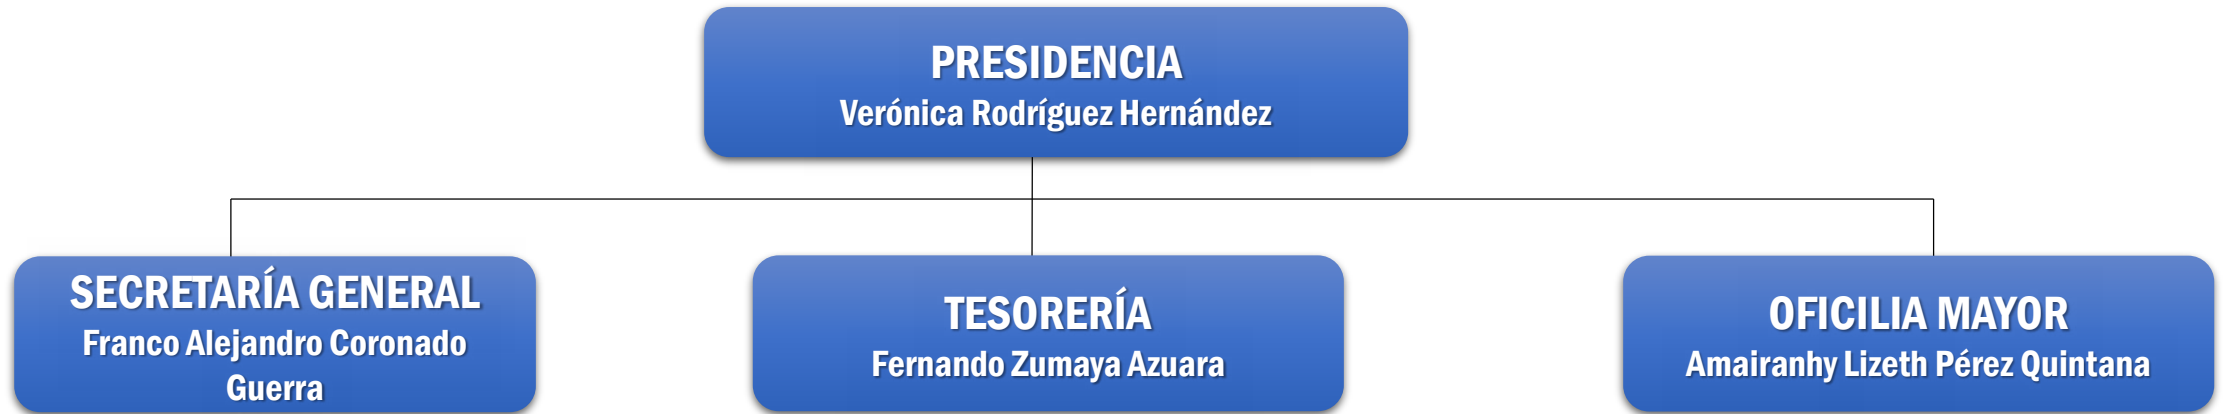 PRESIDENCIA
Verónica Rodríguez Hernández
SECRETARÍA GENERAL
Franco Alejandro Coronado
Guerra
TESORERÍA
Fernando Zumaya Azuara
OFICILIA MAYOR
Amairanhy Lizeth Pérez Quintana